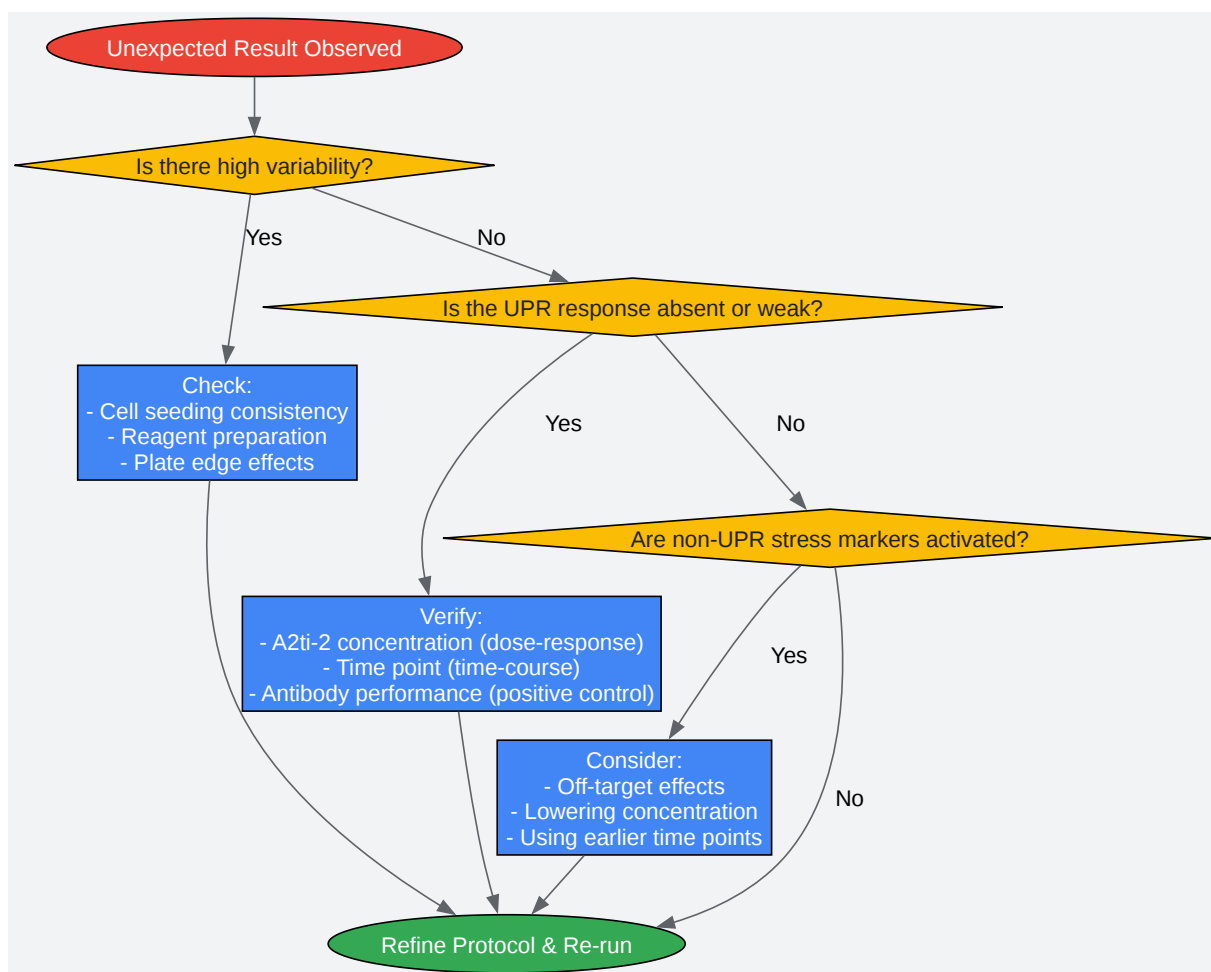 Unexpected Result Observed
Is there high variability?
Yes
No
Is the UPR response absent or weak?
Check:
- Cell seeding consistency
- Reagent preparation
- Plate edge effects
Yes
No
Are non-UPR stress markers activated?
Verify:
- A2ti-2 concentration (dose-response)
- Time point (time-course)
- Antibody performance (positive control)
Yes
Consider:
- Off-target effects
- Lowering concentration
- Using earlier time points
No
Refine Protocol & Re-run